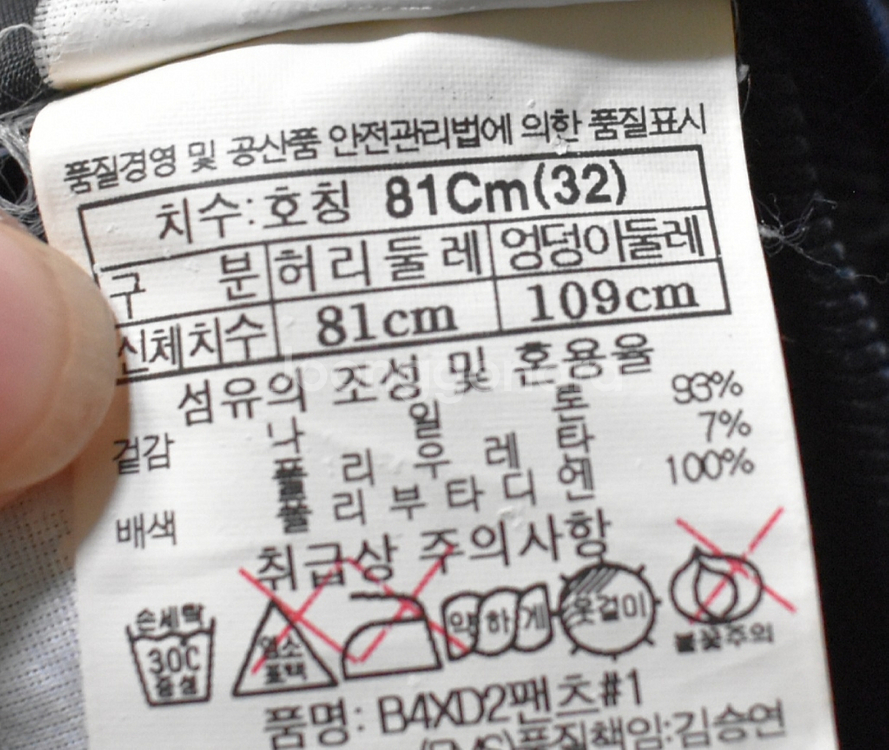 품질경영 및 공산품 안전관리법에 의한 품질표시
치수: 호칭 81Cm(32)
구 분 허리둘레 엉덩이둘레
신체치수 81cm 109cm
섬유의 조성 및 혼용율
겉감 나일론 93%
폴리우레타 7%
배색 폴리부타디엔 100%
취급상 주의사항
손세탁
30℃
중성
염소
표백
약하게
옷걸이
불꽃주의
품명: B4XD2팬츠#1
품질책임:김승연